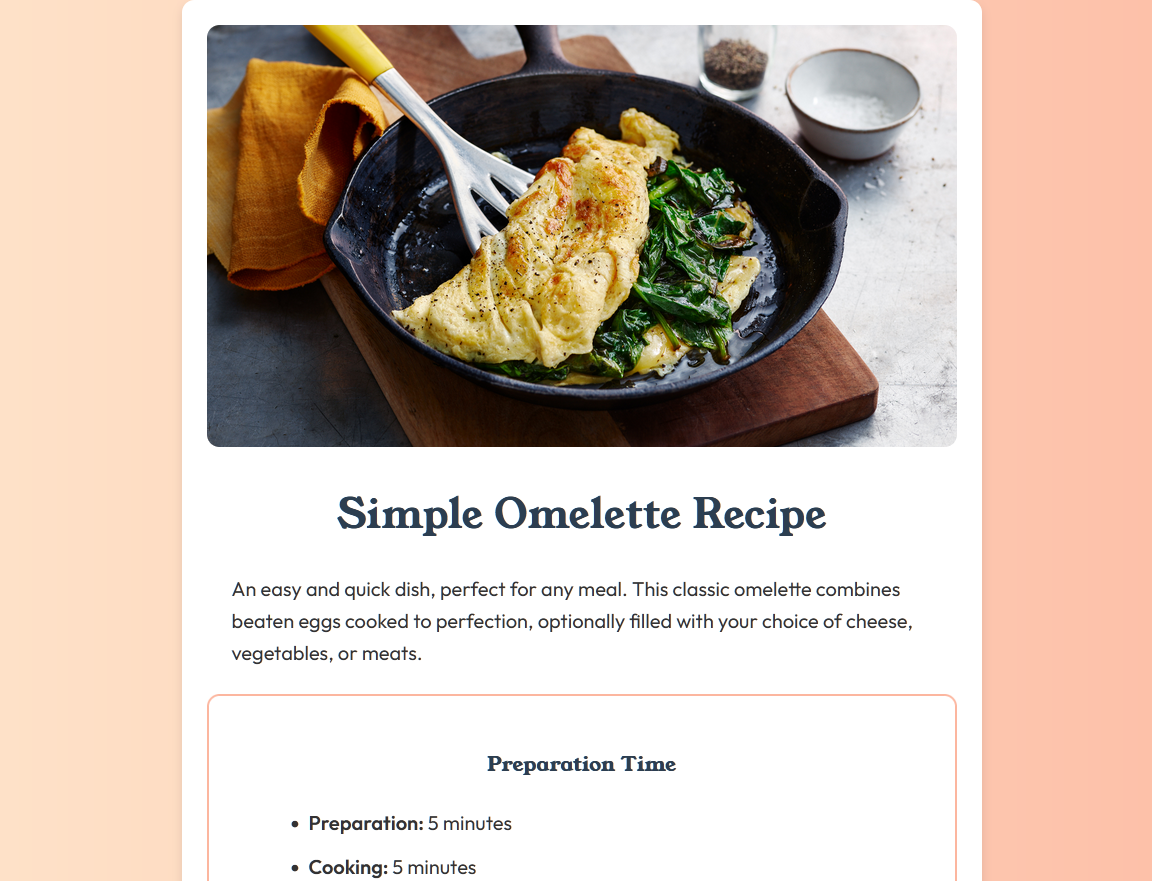 Simple Omelette Recipe
An easy and quick dish, perfect for any meal. This classic omelette combines
beaten eggs cooked to perfection, optionally filled with your choice of cheese,
vegetables, or meats.
Preparation Time
• Preparation: 5 minutes
• Cooking: 5 minutes